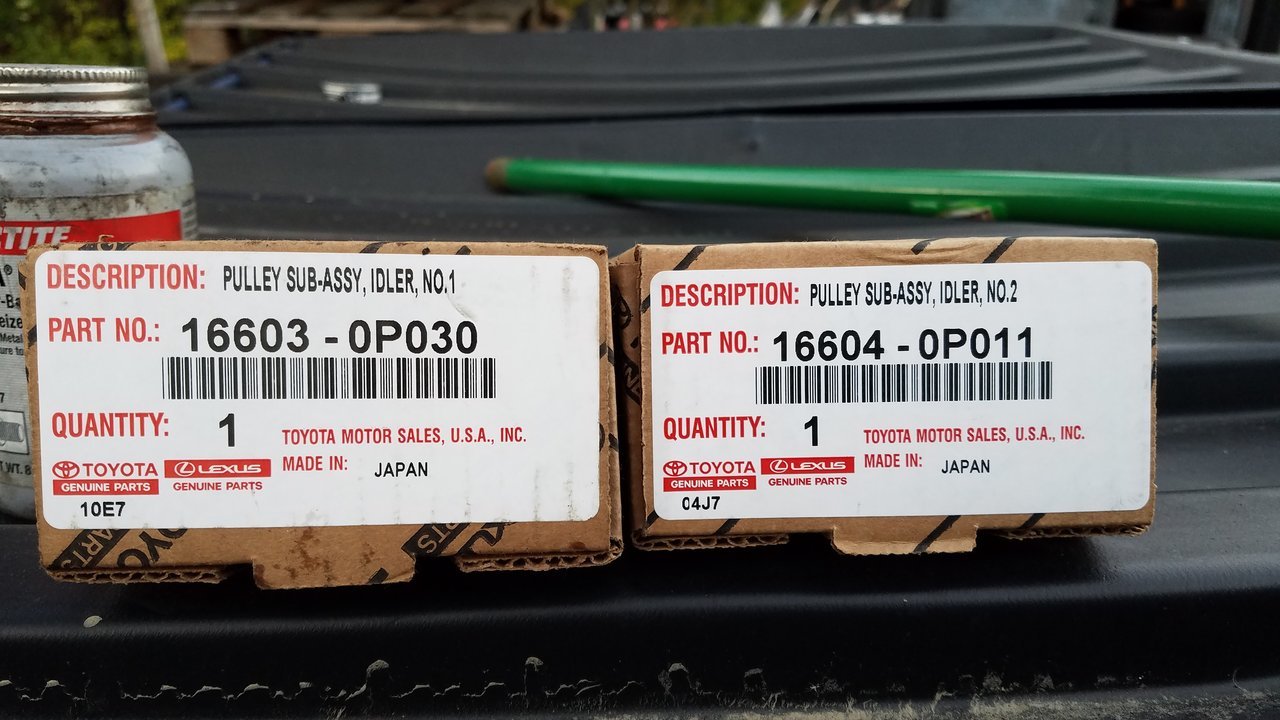 TITE
DESCRIPTION: PULLEY SUB-ASSY, IDLER, NO.1
PART NO.: 16603 - 0P030
QUANTITY: 1
TOYOTA MOTOR SALES, U.S.A., INC.
MADE IN: JAPAN
TOYOTA
GENUINE PARTS
LEXUS
GENUINE PARTS
10E7
DESCRIPTION: PULLEY SUB-ASSY, IDLER, NO.2
PART NO.: 16604 - 0P011
QUANTITY: 1
TOYOTA MOTOR SALES, U.S.A., INC.
MADE IN: JAPAN
TOYOTA
GENUINE PARTS
LEXUS
GENUINE PARTS
04J7